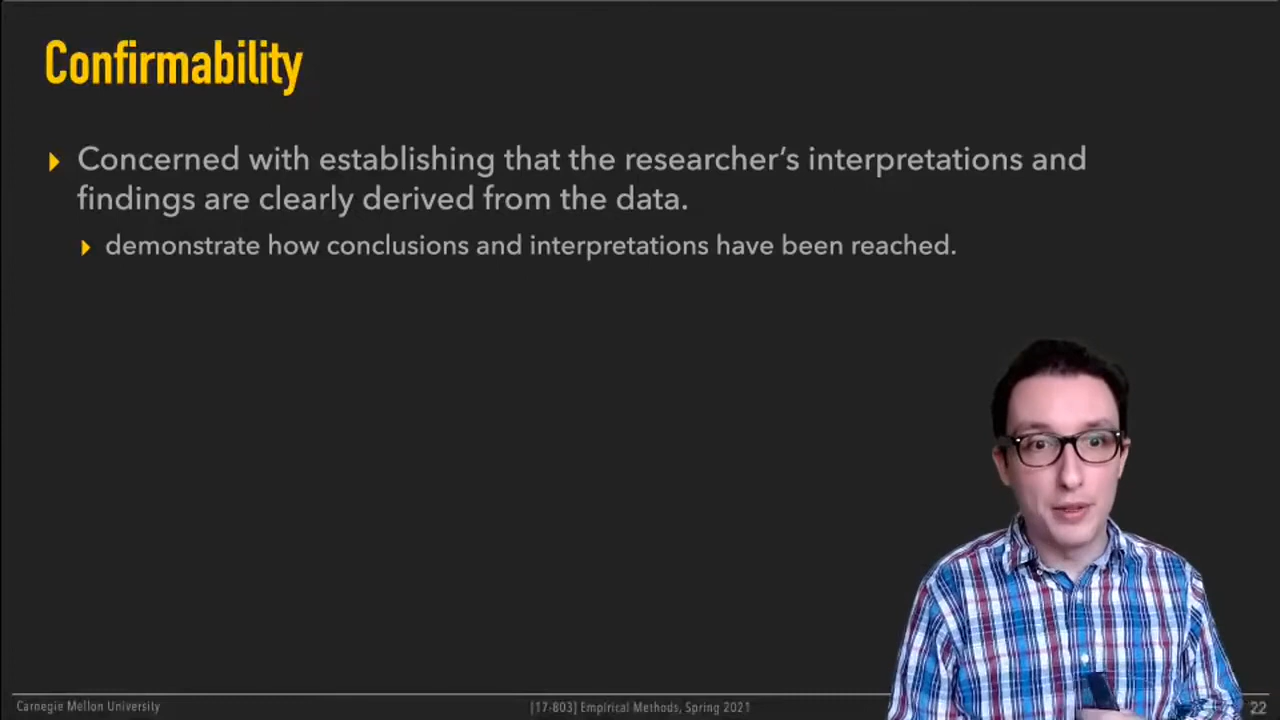 Confirmability
Concerned with establishing that the researcher's interpretations and
findings are clearly derived from the data.
demonstrate how conclusions and interpretations have been reached.
Carnegie Mellon University
[17-803] Empirical Methods, Spring 2021
22